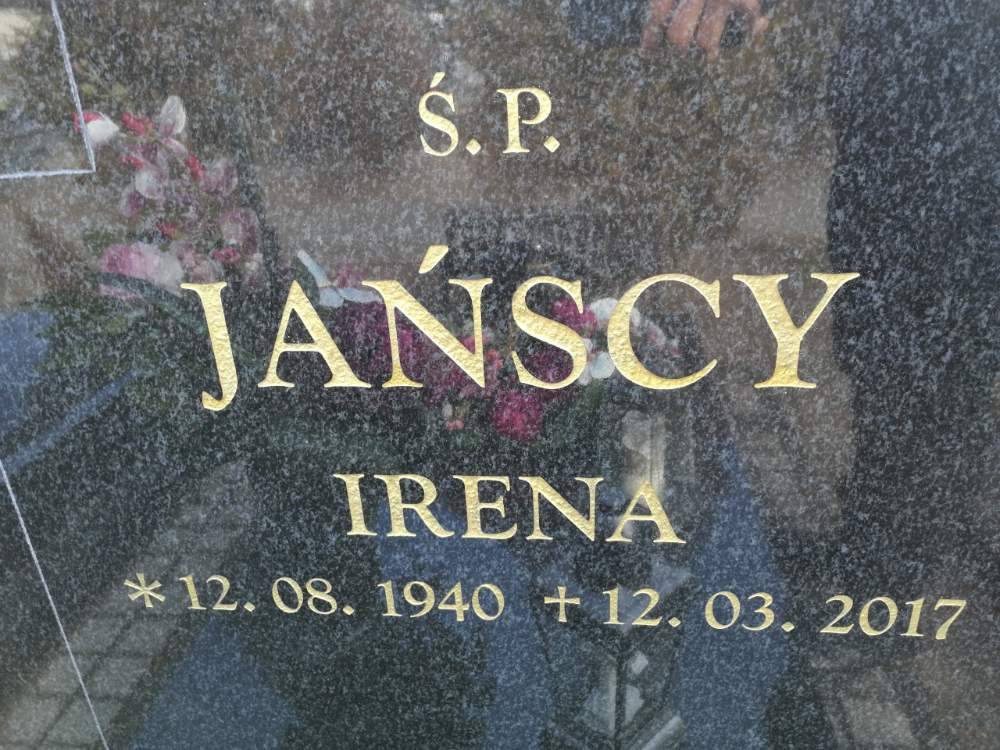 Ś.P.
JAŃSCY
IRENA
* 12. 08. 1940 + 12. 03. 2017